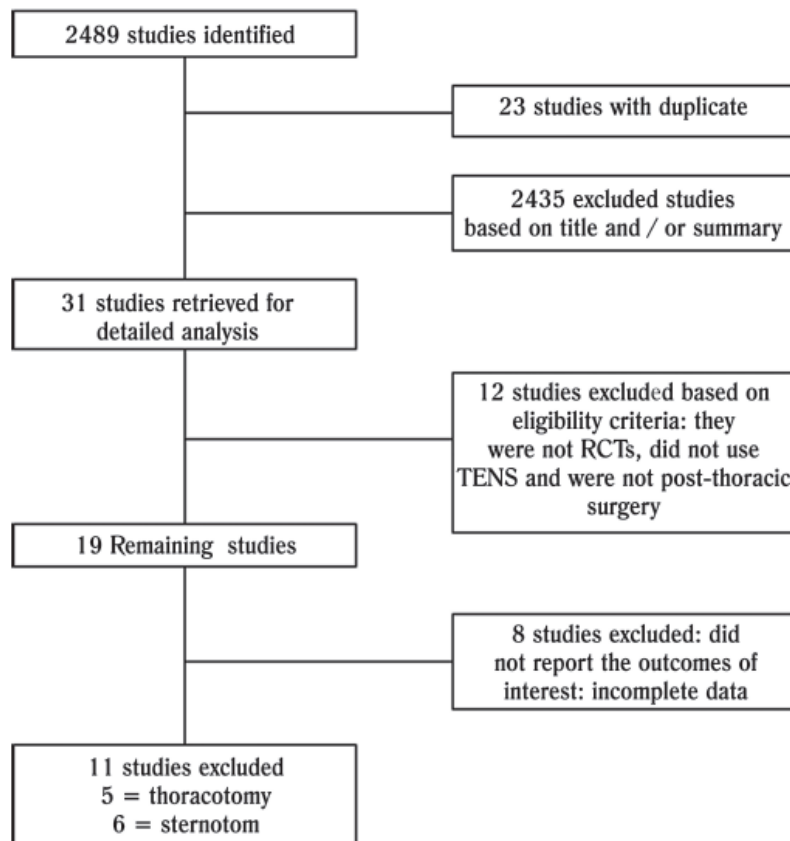 2489 studies identified
23 studies with duplicate
2435 excluded studies
based on title and / or summary
31 studies retrieved for
detailed analysis
12 studies excluded based on
eligibility criteria: they
were not RCTs, did not use
TENS and were not post-thoracic
surgery
19 Remaining studies
8 studies excluded: did
not report the outcomes of
interest: incomplete data
11 studies excluded
5 = thoracotomy
6 = sternotom